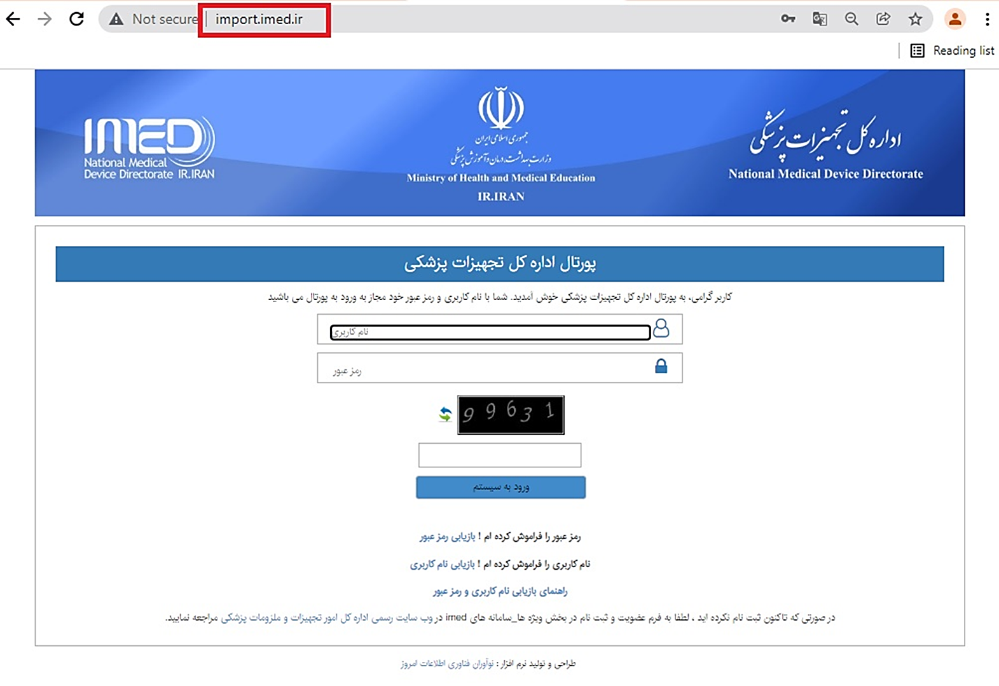 Not secure | import.imed.ir
Reading list
IMED
National Medical
Device Directorate IR.IRAN
جمهوری اسلامی ایران
وزارت بهداشت، درمان و آموزش پزشکی
Ministry of Health and Medical Education
IR.IRAN
اداره کل تجهیزات پزشکی
National Medical Device Directorate
پورتال اداره کل تجهیزات پزشکی
کاربر گرامی، به پورتال اداره کل تجهیزات پزشکی خوش آمدید. شما با نام کاربری و رمز عبور خود مجاز به ورود به پورتال می باشید
نام کاربری
رمز عبور
99631
ورود به سیستم
رمز عبور را فراموش کرده ام ! بازیابی رمز عبور
نام کاربری را فراموش کرده ام ! بازیابی نام کاربری
راهنمای بازیابی نام کاربری و رمز عبور
در صورتی که تاکنون ثبت نام نکرده اید ، لطفا به فرم عضویت و ثبت نام در بخش ویژه ها_سامانه های imed در وب سایت رسمی اداره کل امور تجهیزات و ملزومات پزشکی مراجعه نمایید.
طراحی و تولید نرم افزار : نوآوران فناوری اطلاعات امروز